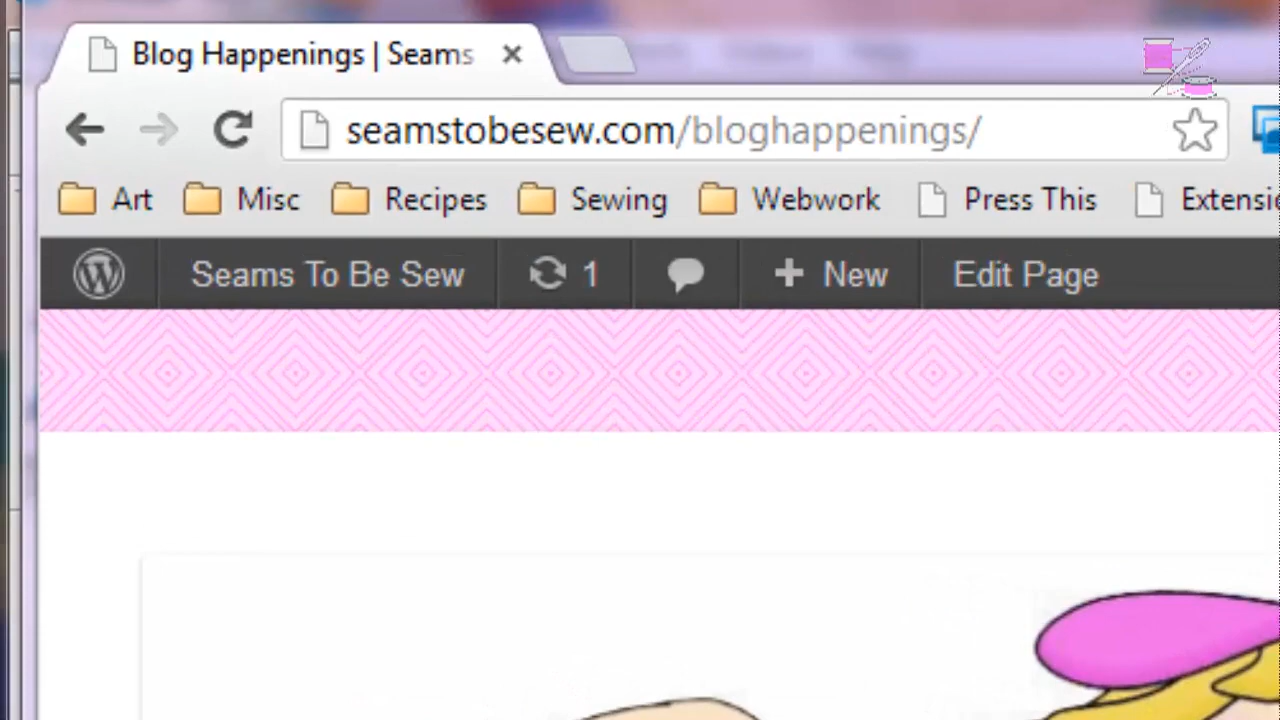 Blog Happenings | Seams
seamstobesew.com/bloghappenings/
Art Misc Recipes Sewing Webwork Press This
Seams To Be Sew 1 New Edit Page